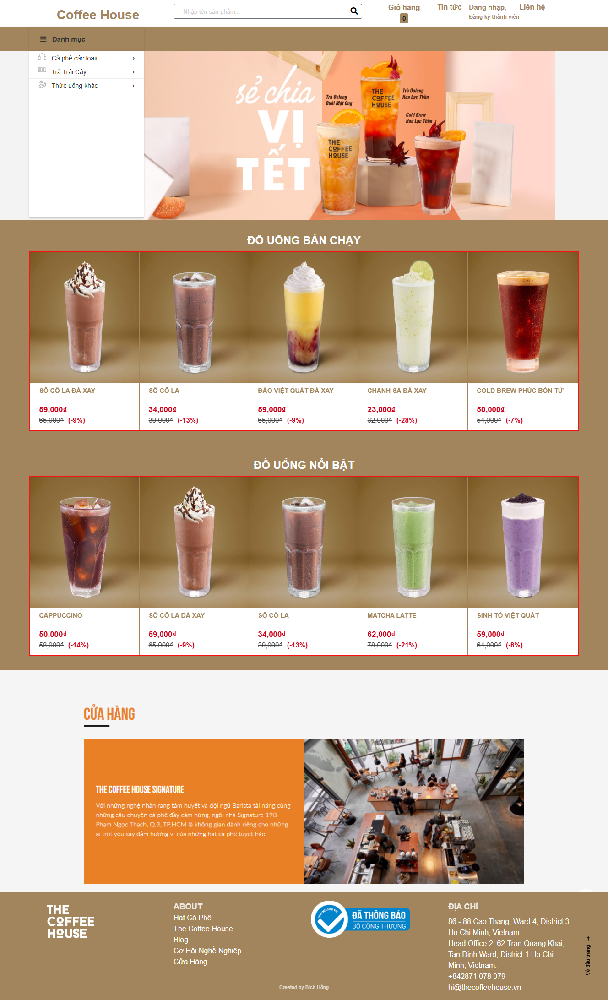 Coffee House
Nhập tên sản phẩm...
Giỏ hàng
0
Tin tức
Đăng nhập,
Đăng ký thành viên
Liên hệ
Danh mục
Cà phê các loaii
Trà Trái Cây
Thức uống khác
sẻ chia
VỊ
TẾT
Trà Oolong
Bưởi Mật Ong
Trà Oolong
Hoa Lạc Thần
Cold Brew
Hoa Lạc Thần
THE
COFFEE
HOUSE
THE
COFFEE
HOUSE
ĐỒ UỐNG BÁN CHẠY
SÔ CÔ LA ĐÁ XAY
59,000₫
65,000₫ (-9%)
SÔ CÔ LA
34,000₫
39,000₫ (-13%)
ĐÀO VIỆT QUẤT ĐÁ XAY
59,000₫
65,000₫ (-9%)
CHANH SẢ ĐÁ XAY
23,000₫
32,000₫ (-28%)
COLD BREW PHÚC BỒN TỬ
50,000₫
54,000₫ (-7%)
ĐỒ UỐNG NỔI BẬT
CAPPUCCINO
50,000₫
58,000₫ (-14%)
SÔ CÔ LA ĐÁ XAY
59,000₫
65,000₫ (-9%)
SÔ CÔ LA
34,000₫
39,000₫ (-13%)
MATCHA LATTE
62,000₫
78,000₫ (-21%)
SINH TỐ VIỆT QUẤT
59,000₫
64,000₫ (-8%)
CỬA HÀNG
THE COFFEE HOUSE SIGNATURE
Với những nghệ nhân rang tâm huyết và đội ngũ Barista tài năng cùng
những câu chuyện cà phê đầy cảm hứng, ngôi nhà Signature 19B
Phạm Ngọc Thạch, Q.3, TP.HCM là không gian dành riêng cho những
ai trót yêu say đắm hương vị của những hạt cà phê tuyệt hảo.
THE
COFFEE
HOUSE
ABOUT
Hạt Cà Phê
The Coffee House
Blog
Cơ Hội Nghề Nghiệp
Cửa Hàng
ONLINE.GOV.VN
ĐÃ THÔNG BÁO
BỘ CÔNG THƯƠNG
ĐỊA CHỈ
86 - 88 Cao Thang, Ward 4, District 3,
Ho Chi Minh, Vietnam.
Head Office 2: 62 Tran Quang Khai,
Tan Dinh Ward, District 1 Ho Chi
Minh, Vietnam.
+842871 078 079
hi@thecoffeehouse.vn
Về đầu trang →
Created by Bích Hồng